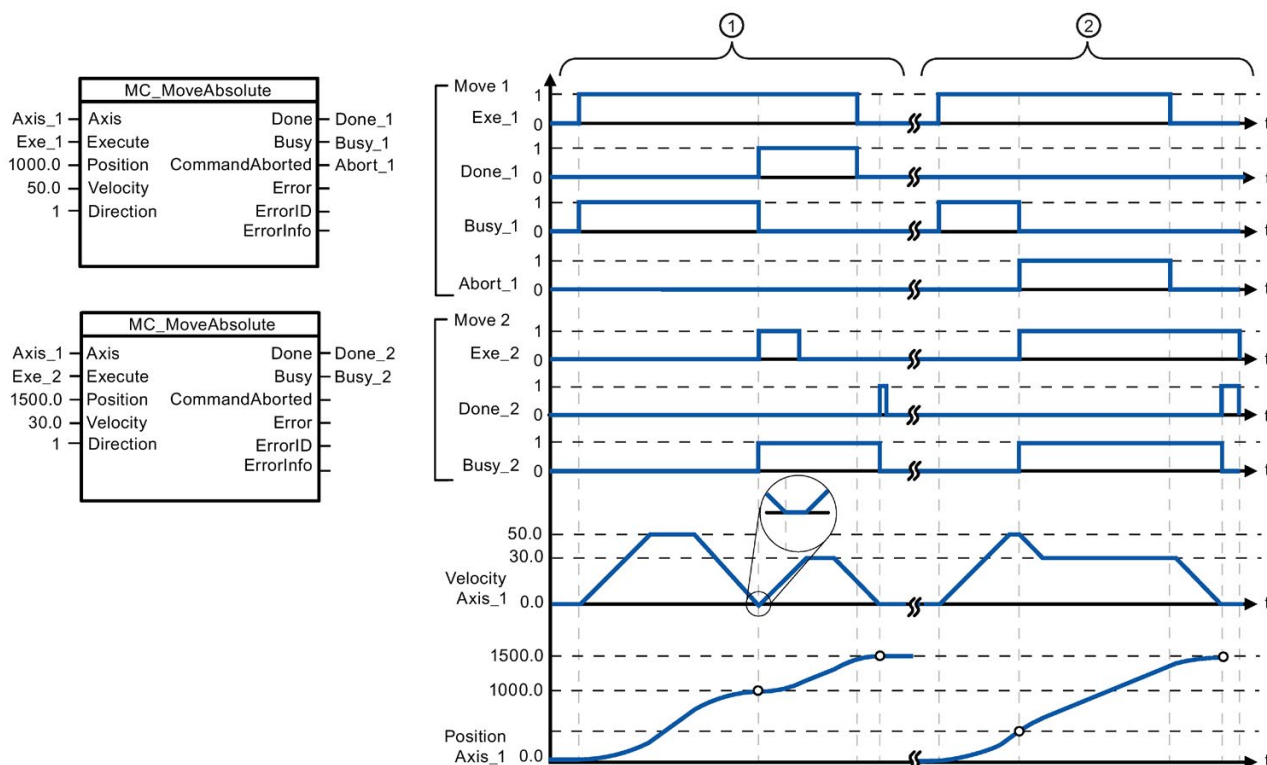 MC_MoveAbsolute
Axis_1 Axis Done Done_1
Exe_1 Execute Busy Busy_1
1000.0 Position CommandAborted Abort_1
50.0 Velocity Error
1 Direction ErrorID
ErrorInfo
MC_MoveAbsolute
Axis_1 Axis Done Done_2
Exe_2 Execute Busy Busy_2
1500.0 Position CommandAborted
30.0 Velocity Error
1 Direction ErrorID
ErrorInfo
1 2
Move 1
Exe_1 1 0 t
Done_1 1 0 t
Busy_1 1 0 t
Abort_1 1 0 t
Move 2
Exe_2 1 0 t
Done_2 1 0 t
Busy_2 1 0 t
50.0
30.0
Velocity
Axis_1 0.0 t
1500.0
1000.0
Position
Axis_1 0.0 t